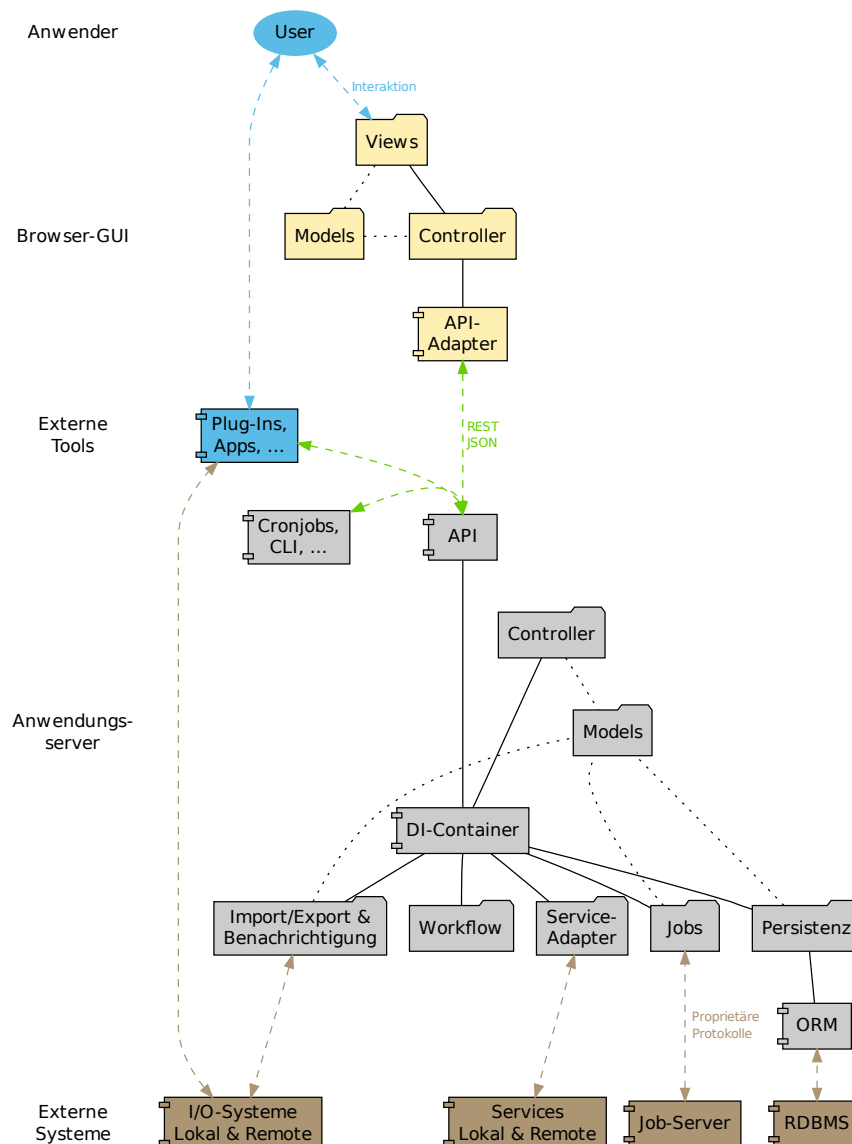 Anwender
User
Interaktion
Views
Browser-GUI
Models
Controller
API-
Adapter
Externe
Tools
Plug-Ins,
Apps, ...
REST
JSON
Cronjobs,
CLI, ...
API
Controller
Anwendungs-
server
Models
DI-Container
Import/Export &
Benachrichtigung
Workflow
Service-
Adapter
Jobs
Persistenz
Proprietäre
Protokolle
ORM
Externe
Systeme
I/O-Systeme
Lokal & Remote
Services
Lokal & Remote
Job-Server
RDBMS